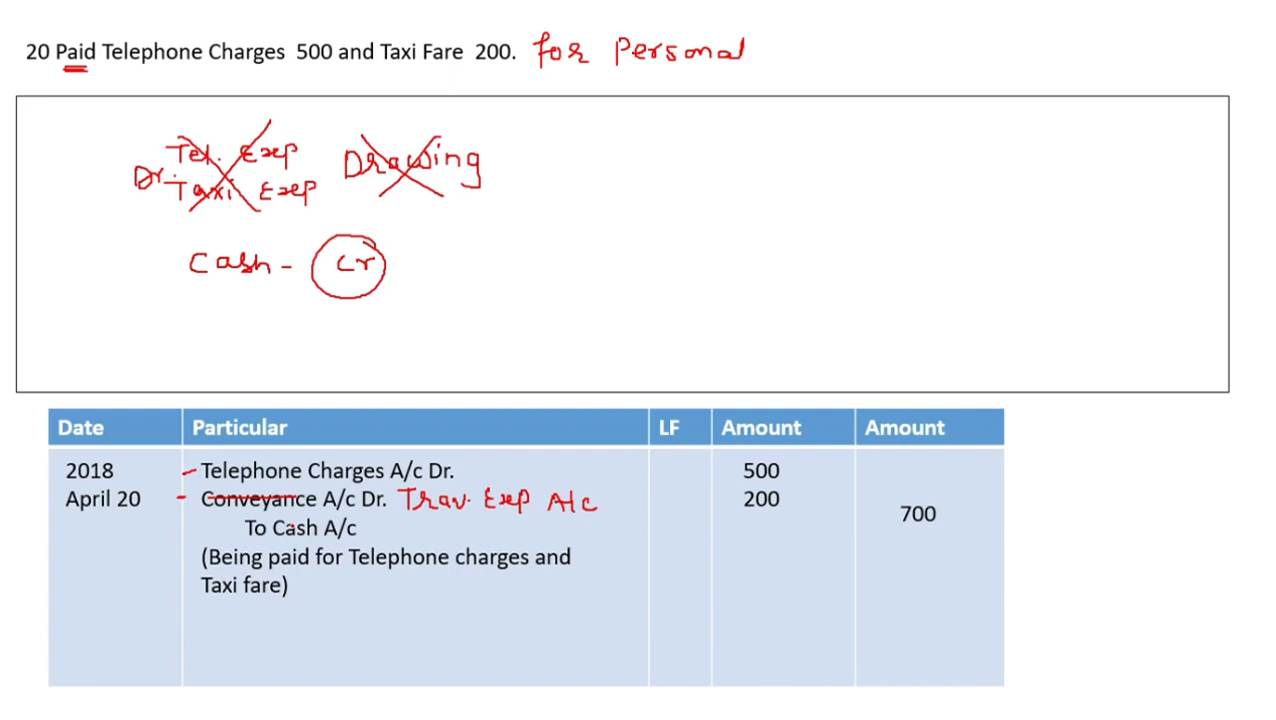 20 Paid Telephone Charges 500 and Taxi Fare 200. for Personal
Tel. Exp
Dr. Taxi Exp
Drawing
Cash - Cr
Date Particular LF Amount Amount
2018 Telephone Charges A/c Dr. 500
April 20 Conveyance A/c Dr. Trav. Exp A/c 200
700
To Cash A/c
(Being paid for Telephone charges and
Taxi fare)